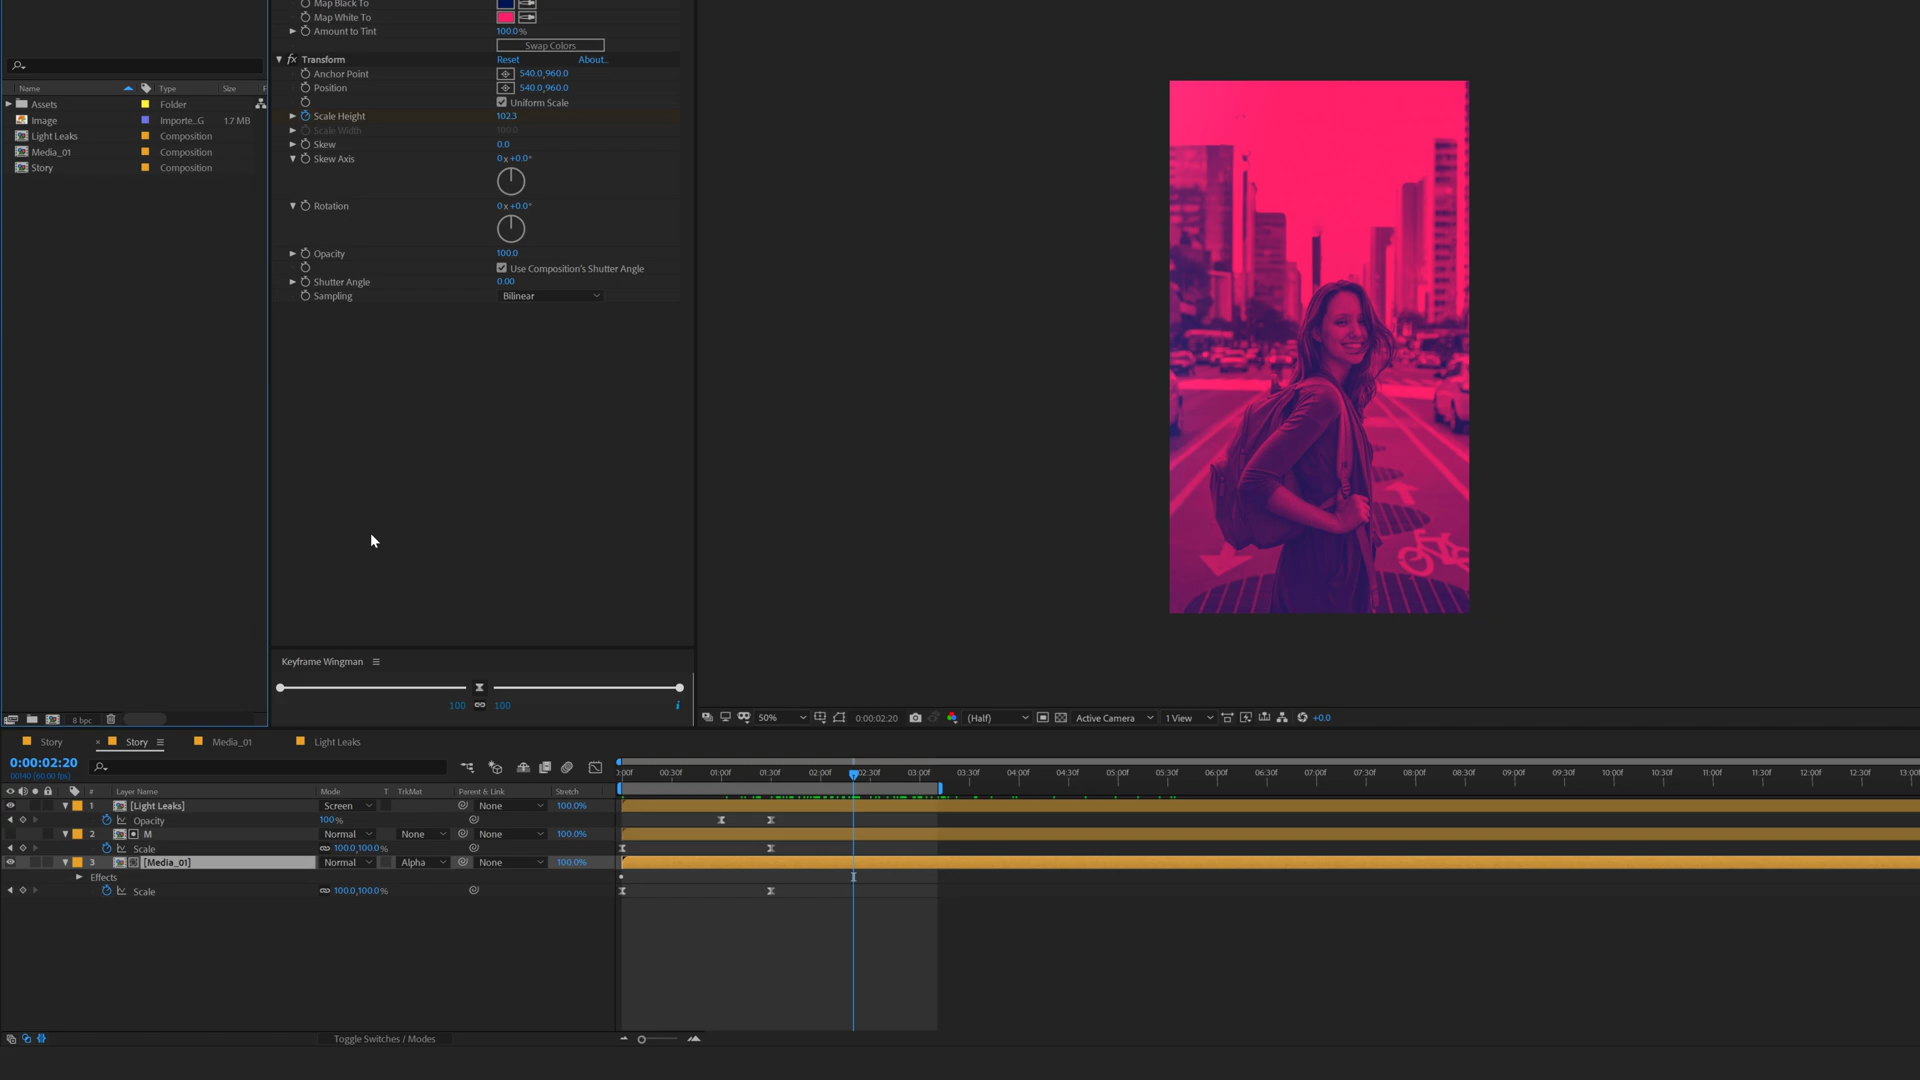 Map Black To
Map White To
Amount to Tint 100.0%
Swap Colors
fx Transform Reset About..
Anchor Point 540.0,960.0
Position 540.0,960.0
Uniform Scale
Scale Height 102.3
Scale Width 100.0
Skew 0.0
Skew Axis 0x+0.0°
Rotation 0x+0.0°
Opacity 100.0
Use Composition's Shutter Angle
Shutter Angle 0.00
Sampling Bilinear
Name Type Size F
Assets Folder
Image Importe...G 1.7 MB
Light Leaks Composition
Media_01 Composition
Story Composition
Keyframe Wingman
100 100 i
8 bpc
50% 0:00:02:20 (Half) Active Camera 1 View +0.0
Story × Story Media_01 Light Leaks
0:00:02:20
00140 (60.00 fps)
:00f 00:30f 01:00f 01:30f 02:00f 02:30f 03:00f 03:30f 04:00f 04:30f 05:00f 05:30f 06:00f 06:30f 07:00f 07:30f 08:00f 08:30f 09:00f 09:30f 10:00f 10:30f 11:00f 11:30f 12:00f 12:30f 13:00f
# Layer Name Mode T TrkMat Parent & Link Stretch
1 [Light Leaks] Screen None 100.0%
Opacity 100%
2 M Normal None None 100.0%
Scale 100.0,100.0%
3 [Media_01] Normal Alpha None 100.0%
Effects
Scale 100.0,100.0%
Toggle Switches / Modes